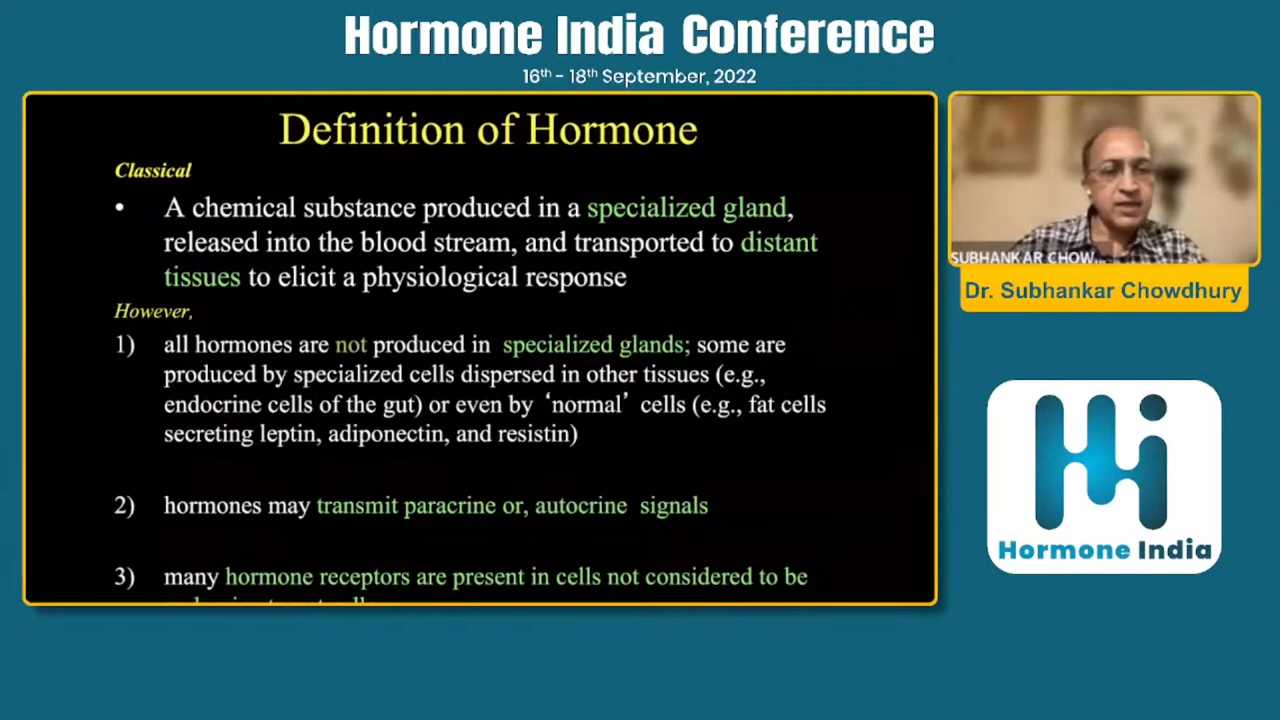 Hormone India Conference
16th - 18th September, 2022
Definition of Hormone
Classical
• A chemical substance produced in a specialized gland,
released into the blood stream, and transported to distant
tissues to elicit a physiological response
However,
1) all hormones are not produced in specialized glands; some are
produced by specialized cells dispersed in other tissues (e.g.,
endocrine cells of the gut) or even by ‘normal’ cells (e.g., fat cells
secreting leptin, adiponectin, and resistin)
2) hormones may transmit paracrine or, autocrine signals
3) many hormone receptors are present in cells not considered to be
SUBHANKAR CHOW...
Dr. Subhankar Chowdhury
Hormone India